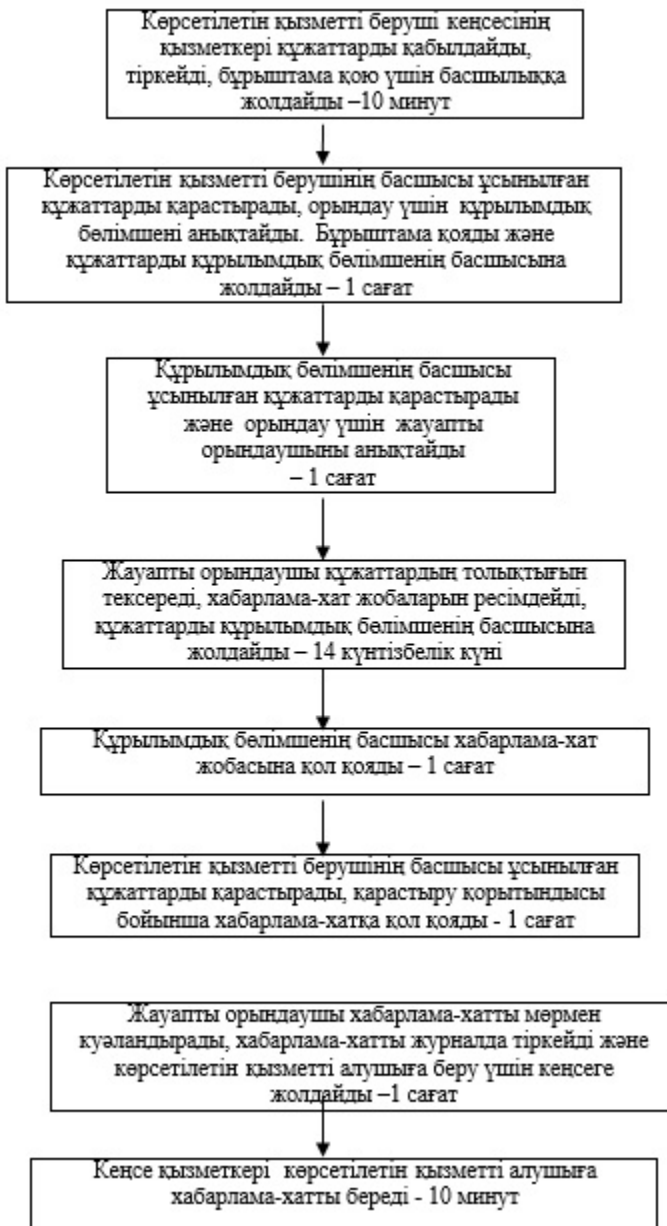 Көрсетілетін қызметті беруші кеңсесінің
қызметкері құжаттарды қабылдайды,
тіркейді, бұрыштама қою үшін басшылыққа
жолдайды –10 минут
Көрсетілетін қызметті берушінің басшысы ұсынылған
құжаттарды қарастырады, орындау үшін құрылымдық
бөлімшені анықтайды. Бұрыштама қояды және
құжаттарды құрылымдық бөлімшенің басшысына
жолдайды – 1 сағат
Құрылымдық бөлімшенің басшысы
ұсынылған құжаттарды қарастырады
және орындау үшін жауапты
орындаушыны анықтайды
– 1 сағат
Жауапты орындаушы құжаттардың толықтығын
тексереді, хабарлама-хат жобаларын ресімдейді,
құжаттарды құрылымдық бөлімшенің басшысына
жолдайды – 14 күнтізбелік күні
Құрылымдық бөлімшенің басшысы хабарлама-хат
жобасына қол қояды – 1 сағат
Көрсетілетін қызметті берушінің басшысы ұсынылған
құжаттарды қарастырады, қарастыру қорытындысы
бойынша хабарлама-хатқа қол қояды - 1 сағат
Жауапты орындаушы хабарлама-хатты мөрмен
куәландырады, хабарлама-хатты журналда тіркейді және
көрсетілетін қызметті алушыға беру үшін кеңсеге
жолдайды –1 сағат
Кеңсе қызметкері көрсетілетін қызметті алушыға
хабарлама-хатты береді - 10 минут